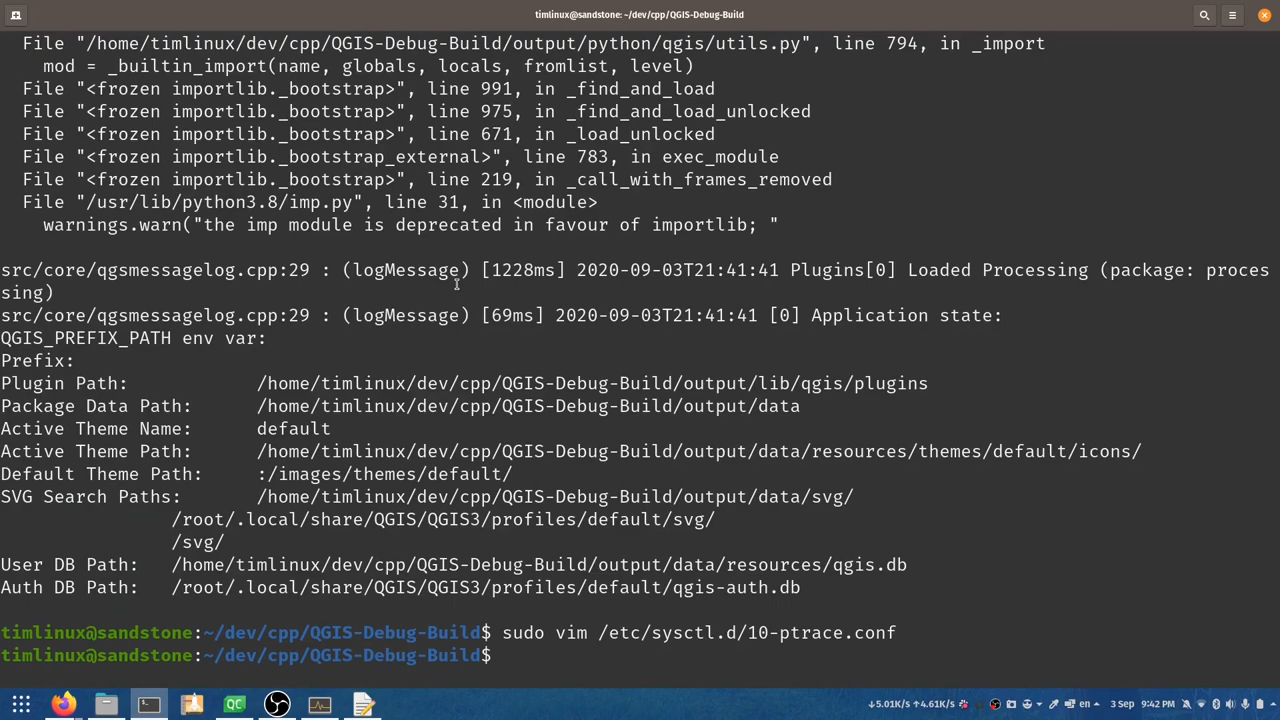 timlinux@sandstone: ~/dev/cpp/QGIS-Debug-Build
File "/home/timlinux/dev/cpp/QGIS-Debug-Build/output/python/qgis/utils.py", line 794, in _import
mod = _builtin_import(name, globals, locals, fromlist, level)
File "<frozen importlib._bootstrap>", line 991, in _find_and_load
File "<frozen importlib._bootstrap>", line 975, in _find_and_load_unlocked
File "<frozen importlib._bootstrap>", line 671, in _load_unlocked
File "<frozen importlib._bootstrap_external>", line 783, in exec_module
File "<frozen importlib._bootstrap>", line 219, in _call_with_frames_removed
File "/usr/lib/python3.8/imp.py", line 31, in <module>
warnings.warn("the imp module is deprecated in favour of importlib; "
src/core/qgsmessagelog.cpp:29 : (logMessage) [1228ms] 2020-09-03T21:41:41 Plugins[0] Loaded Processing (package: proces
sing)
src/core/qgsmessagelog.cpp:29 : (logMessage) [69ms] 2020-09-03T21:41:41 [0] Application state:
QGIS_PREFIX_PATH env var:
Prefix:
Plugin Path: /home/timlinux/dev/cpp/QGIS-Debug-Build/output/lib/qgis/plugins
Package Data Path: /home/timlinux/dev/cpp/QGIS-Debug-Build/output/data
Active Theme Name: default
Active Theme Path: /home/timlinux/dev/cpp/QGIS-Debug-Build/output/data/resources/themes/default/icons/
Default Theme Path: :/images/themes/default/
SVG Search Paths: /home/timlinux/dev/cpp/QGIS-Debug-Build/output/data/svg/
/root/.local/share/QGIS/QGIS3/profiles/default/svg/
/svg/
User DB Path: /home/timlinux/dev/cpp/QGIS-Debug-Build/output/data/resources/qgis.db
Auth DB Path: /root/.local/share/QGIS/QGIS3/profiles/default/qgis-auth.db
timlinux@sandstone:~/dev/cpp/QGIS-Debug-Build$ sudo vim /etc/sysctl.d/10-ptrace.conf
timlinux@sandstone:~/dev/cpp/QGIS-Debug-Build$
QC
↓5.01K/s ↑4.61K/s en 3 Sep 9:42 PM